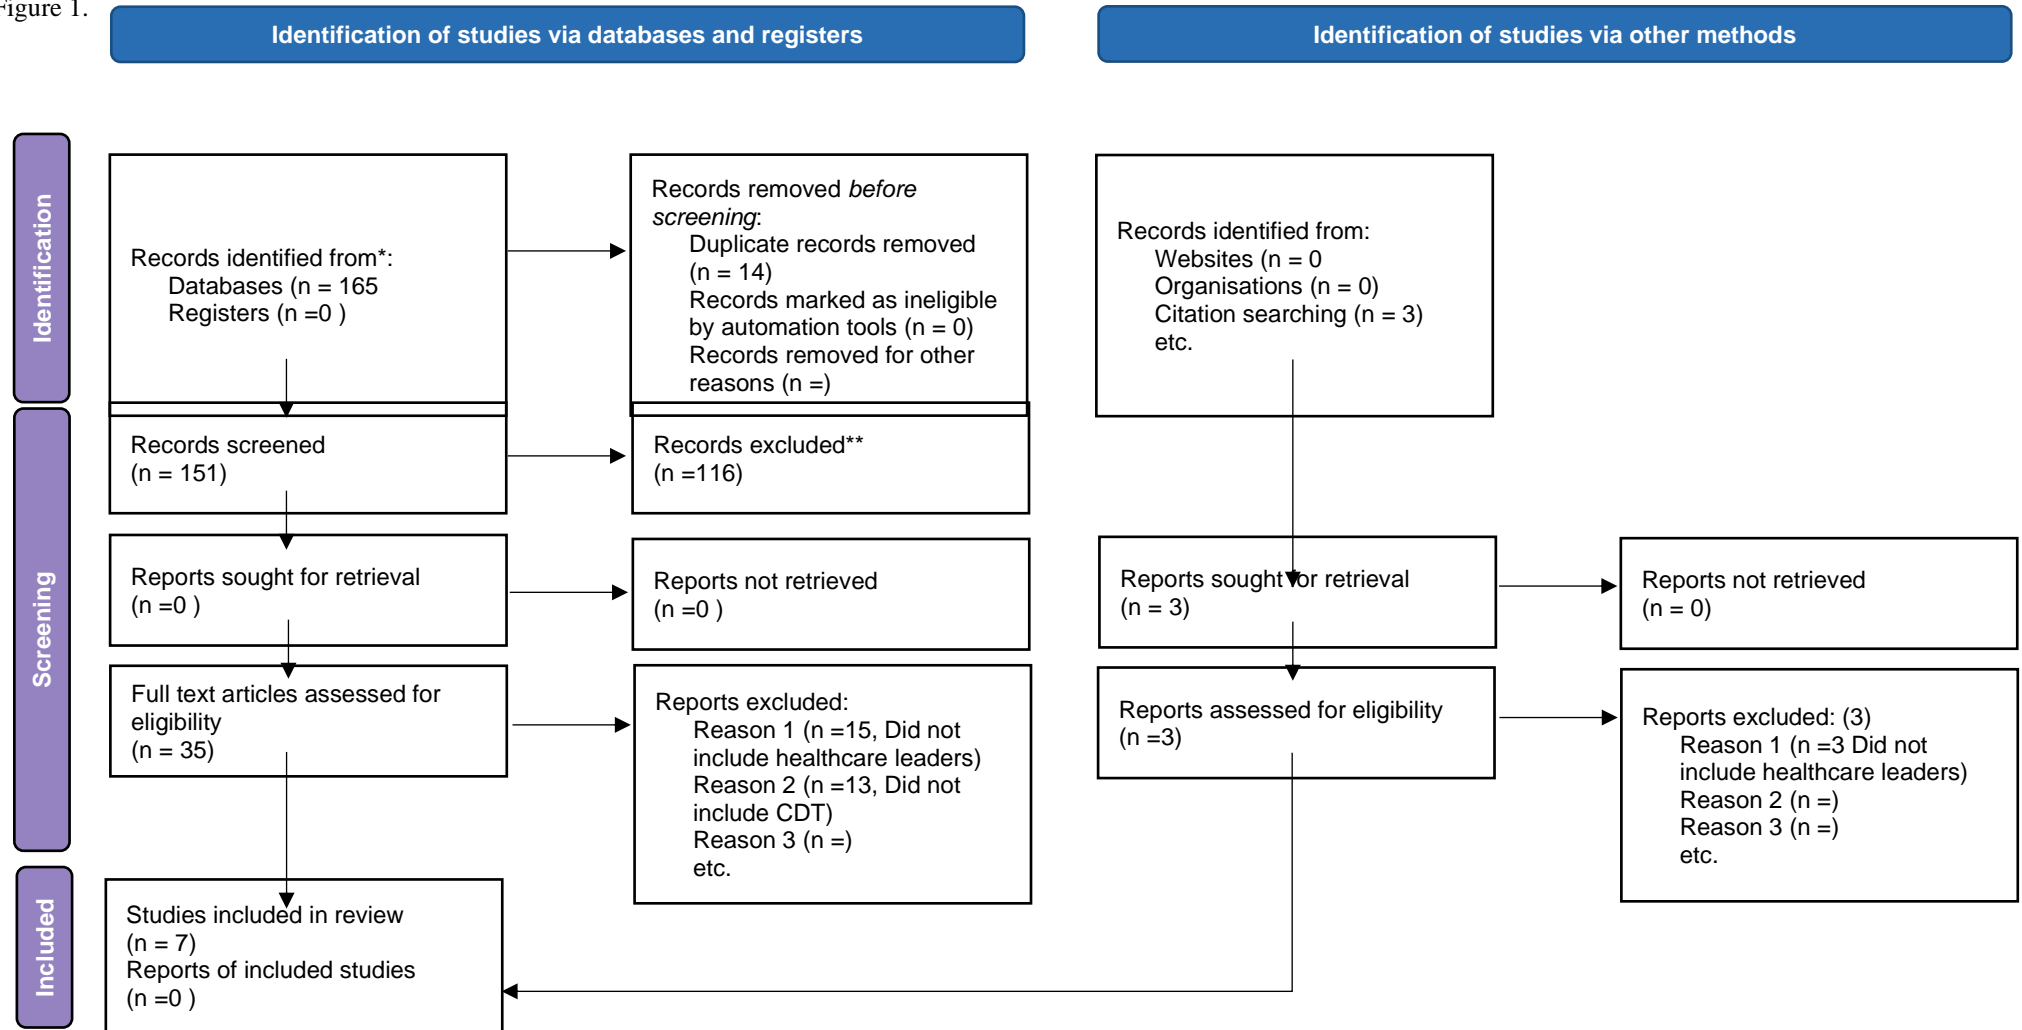 Figure 1.
Identification of studies via databases and registers
Identification of studies via other methods
Identification
Records identified from*:
Databases (n = 165
Registers (n =0 )
Records removed before
screening:
Duplicate records removed
(n = 14)
Records marked as ineligible
by automation tools (n = 0)
Records removed for other
reasons (n =)
Records identified from:
Websites (n = 0
Organisations (n = 0)
Citation searching (n = 3)
etc.
Screening
Records screened
(n = 151)
Records excluded**
(n =116)
Reports sought for retrieval
(n =0 )
Reports not retrieved
(n =0 )
Reports sought for retrieval
(n = 3)
Reports not retrieved
(n = 0)
Full text articles assessed for
eligibility
(n = 35)
Reports excluded:
Reason 1 (n =15, Did not
include healthcare leaders)
Reason 2 (n =13, Did not
include CDT)
Reason 3 (n =)
etc.
Reports assessed for eligibility
(n =3)
Reports excluded: (3)
Reason 1 (n =3 Did not
include healthcare leaders)
Reason 2 (n =)
Reason 3 (n =)
etc.
Included
Studies included in review
(n = 7)
Reports of included studies
(n =0 )